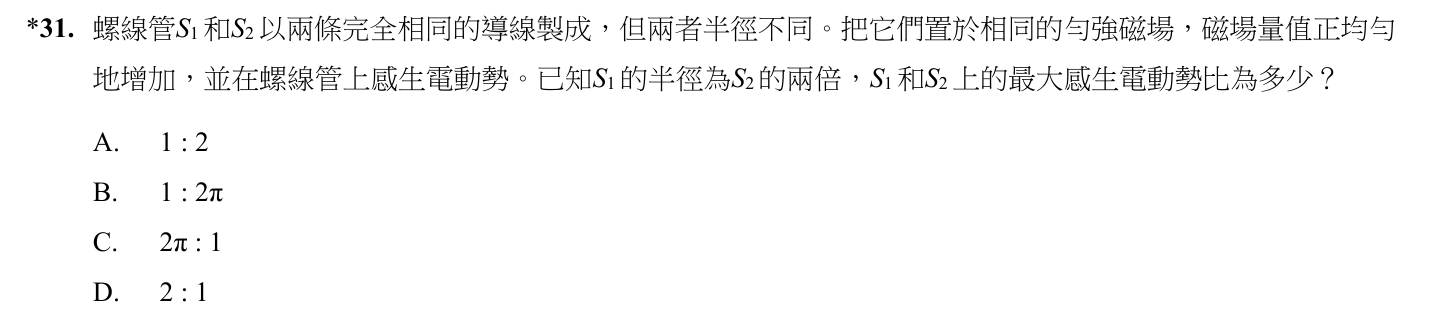 *31. 螺線管S1 和S2 以兩條完全相同的導線製成，但兩者半徑不同。把它們置於相同的勻強磁場，磁場量值正均勻
地增加，並在螺線管上感生電動勢。已知S1 的半徑為S2 的兩倍，S1 和S2 上的最大感生電動勢比為多少？
A. 1 : 2
B. 1 : 2π
C. 2π : 1
D. 2 : 1